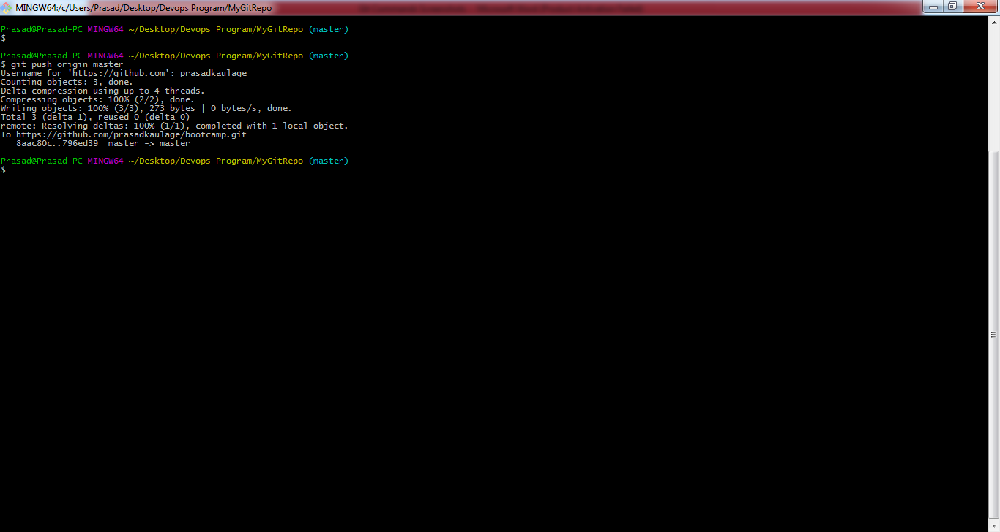 MINGW64:/c/Users/Prasad/Desktop/Devops Program/MyGitRepo
Prasad@Prasad-PC MINGW64 ~/Desktop/Devops Program/MyGitRepo (master)
$
Prasad@Prasad-PC MINGW64 ~/Desktop/Devops Program/MyGitRepo (master)
$ git push origin master
Username for 'https://github.com': prasadkaulage
Counting objects: 3, done.
Delta compression using up to 4 threads.
Compressing objects: 100% (2/2), done.
Writing objects: 100% (3/3), 273 bytes | 0 bytes/s, done.
Total 3 (delta 1), reused 0 (delta 0)
remote: Resolving deltas: 100% (1/1), completed with 1 local object.
To https://github.com/prasadkaulage/bootcamp.git
   8aac80c..796ed39  master -> master
Prasad@Prasad-PC MINGW64 ~/Desktop/Devops Program/MyGitRepo (master)
$